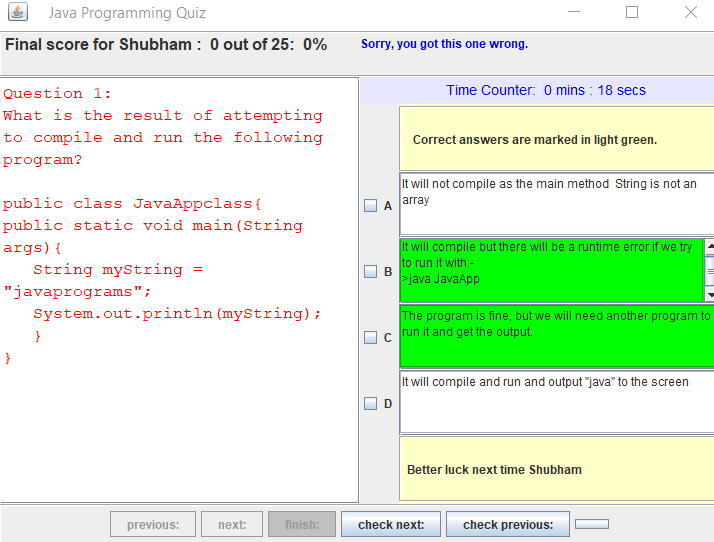 Java Programming Quiz
Final score for Shubham :  0 out of 25:  0%
Sorry, you got this one wrong.
Question 1:
What is the result of attempting
to compile and run the following
program?
public class JavaAppclass{
public static void main(String
args){
String myString =
"javaprograms";
System.out.println(myString);
}
}
Time Counter:  0 mins : 18 secs
Correct answers are marked in light green.
A
It will not compile as the main method  String is not an
array
B
It will compile but there will be a runtime error if we try
to run it with:-
>java JavaApp
C
The program is fine, but we will need another program to
run it and get the output.
D
It will compile and run and output "java" to the screen
Better luck next time Shubham
previous:
next:
finish:
check next:
check previous: